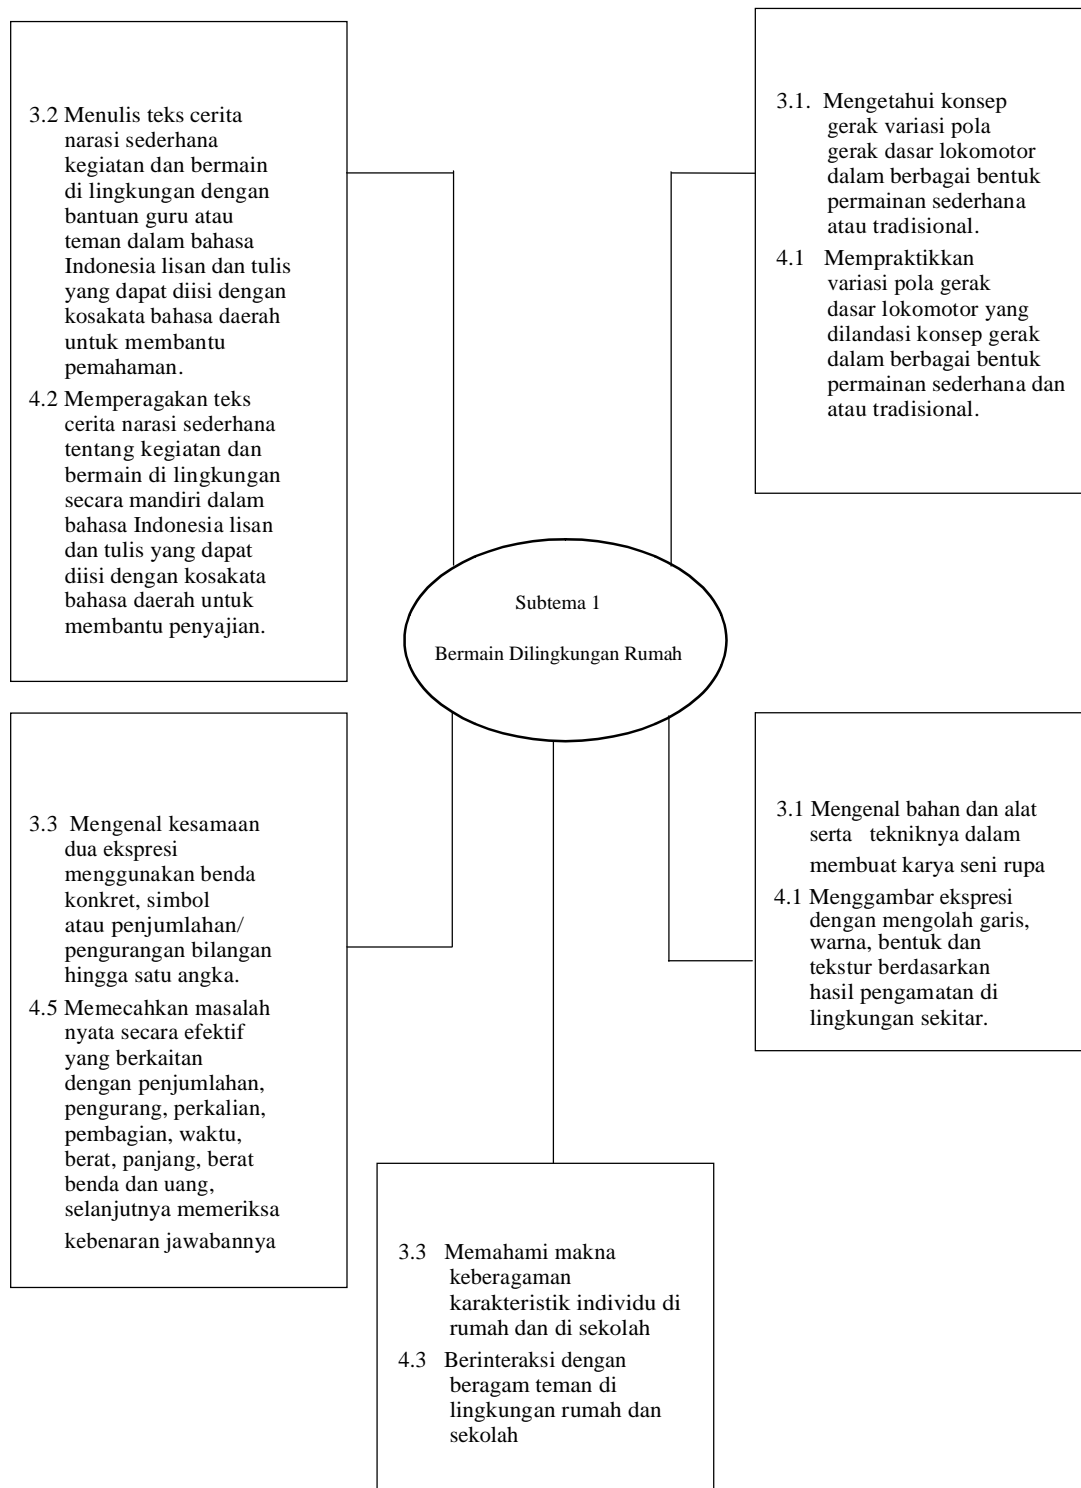 3.2 Menulis teks cerita
narasi sederhana
kegiatan dan bermain
di lingkungan dengan
bantuan guru atau
teman dalam bahasa
Indonesia lisan dan tulis
yang dapat diisi dengan
kosakata bahasa daerah
untuk membantu
pemahaman.
4.2 Memperagakan teks
cerita narasi sederhana
tentang kegiatan dan
bermain di lingkungan
secara mandiri dalam
bahasa Indonesia lisan
dan tulis yang dapat
diisi dengan kosakata
bahasa daerah untuk
membantu penyajian.
3.1. Mengetahui konsep
gerak variasi pola
gerak dasar lokomotor
dalam berbagai bentuk
permainan sederhana
atau tradisional.
4.1 Mempraktikkan
variasi pola gerak
dasar lokomotor yang
dilandasi konsep gerak
dalam berbagai bentuk
permainan sederhana dan
atau tradisional.
Subtema 1
Bermain Dilingkungan Rumah
3.3 Mengenal kesamaan
dua ekspresi
menggunakan benda
konkret, simbol
atau penjumlahan/
pengurangan bilangan
hingga satu angka.
4.5 Memecahkan masalah
nyata secara efektif
yang berkaitan
dengan penjumlahan,
pengurang, perkalian,
pembagian, waktu,
berat, panjang, berat
benda dan uang,
selanjutnya memeriksa
kebenaran jawabannya
3.1 Mengenal bahan dan alat
serta tekniknya dalam
membuat karya seni rupa
4.1 Menggambar ekspresi
dengan mengolah garis,
warna, bentuk dan
tekstur berdasarkan
hasil pengamatan di
lingkungan sekitar.
3.3 Memahami makna
keberagaman
karakteristik individu di
rumah dan di sekolah
4.3 Berinteraksi dengan
beragam teman di
lingkungan rumah dan
sekolah